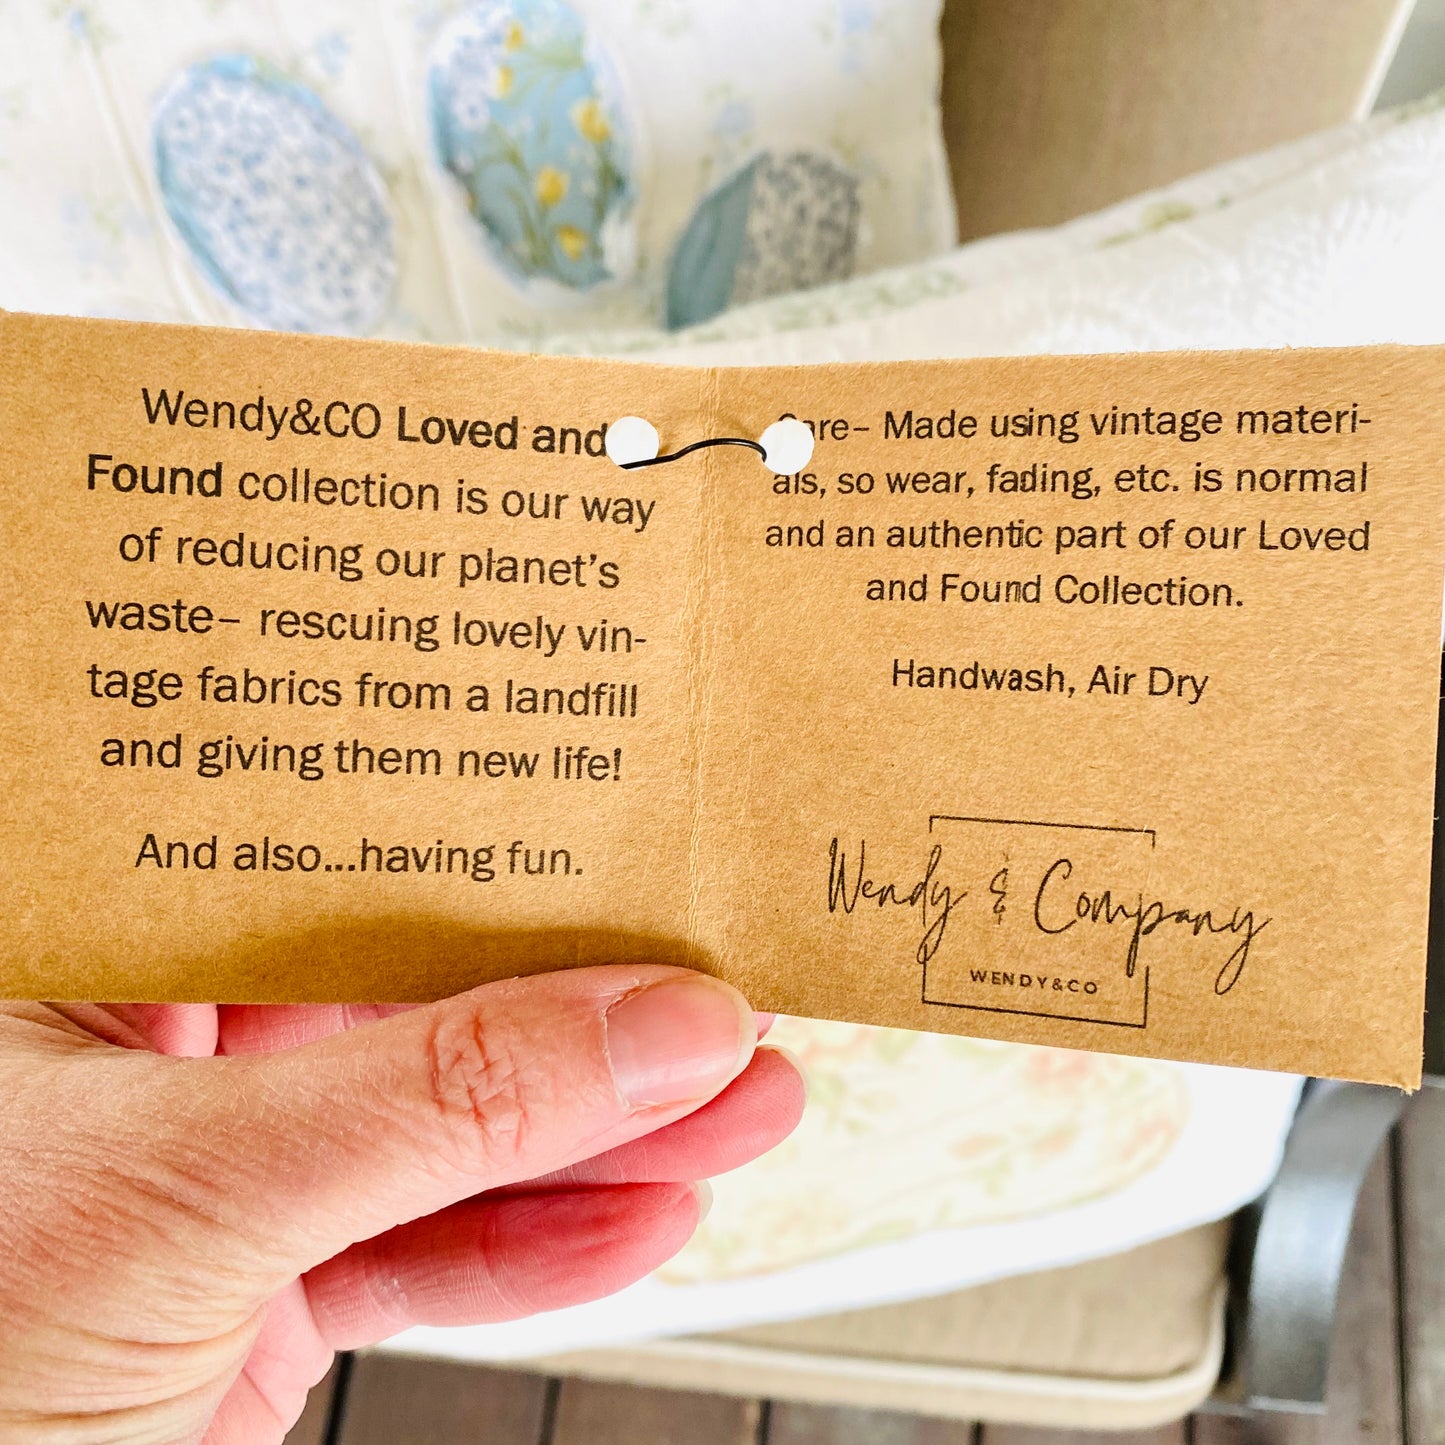 Wendy&CO Loved and
Found collection is our way
of reducing our planet's
waste– rescuing lovely vin-
tage fabrics from a landfill
and giving them new life!
And also...having fun.
Care– Made using vintage materi-
als, so wear, fading, etc. is normal
and an authentic part of our Loved
and Found Collection.
Handwash, Air Dry
Wendy & Company
WENDY&CO